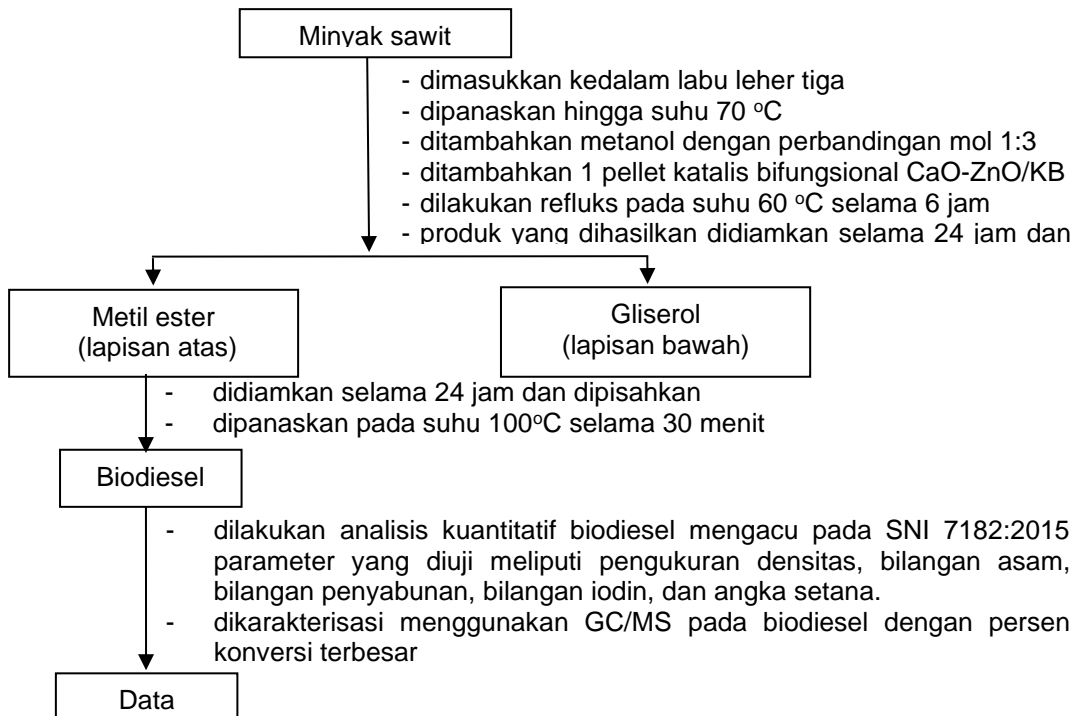 Minyak sawit
- dimasukkan kedalam labu leher tiga
- dipanaskan hingga suhu 70 °C
- ditambahkan metanol dengan perbandingan mol 1:3
- ditambahkan 1 pellet katalis bifungsional CaO-ZnO/KB
- dilakukan refluks pada suhu 60 °C selama 6 jam
- produk yang dihasilkan didiamkan selama 24 jam dan
Metil ester
(lapisan atas)
Gliserol
(lapisan bawah)
- didiamkan selama 24 jam dan dipisahkan
- dipanaskan pada suhu 100°C selama 30 menit
Biodiesel
- dilakukan analisis kuantitatif biodiesel mengacu pada SNI 7182:2015
parameter yang diuji meliputi pengukuran densitas, bilangan asam,
bilangan penyabunan, bilangan iodin, dan angka setana.
- dikarakterisasi menggunakan GC/MS pada biodiesel dengan persen
konversi terbesar
Data